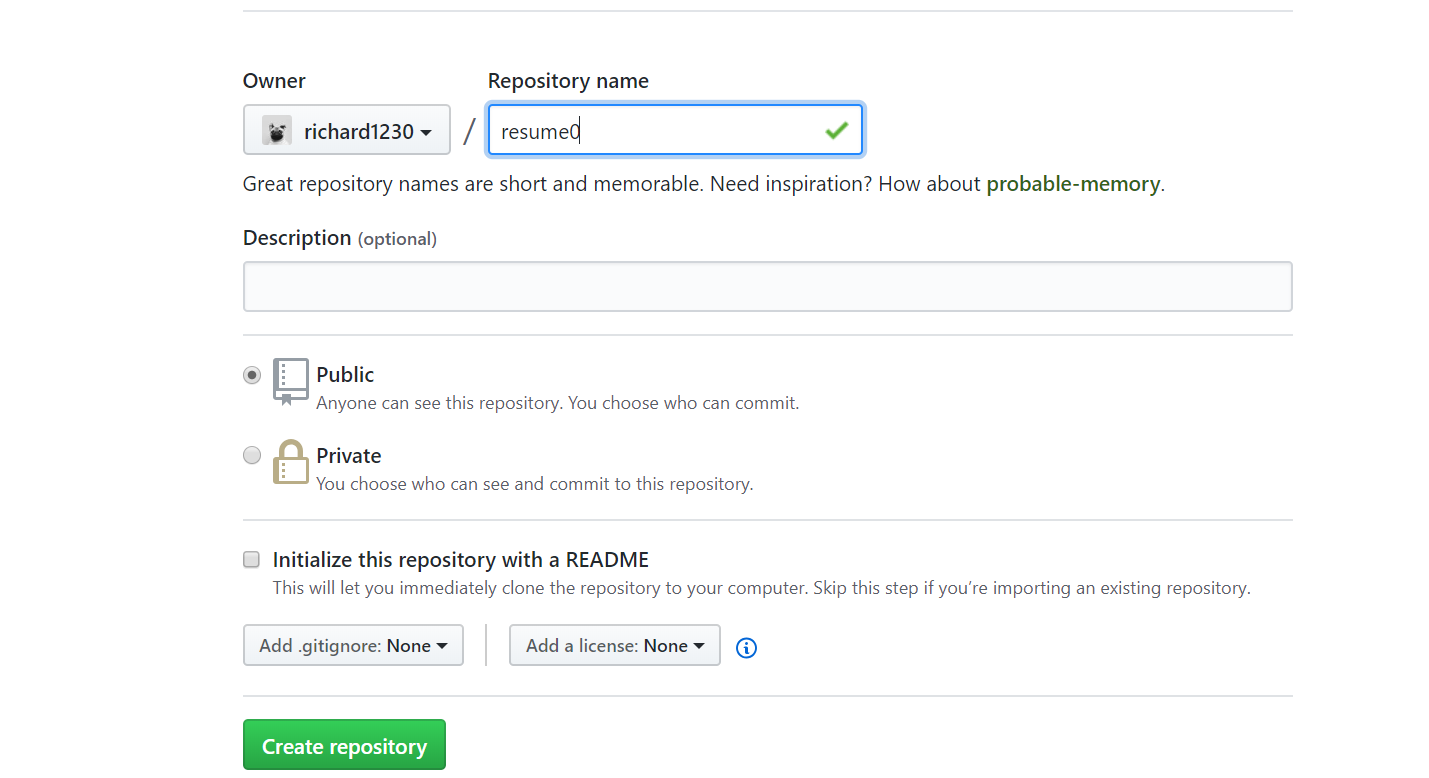 Owner Repository name
richard1230 / resume0
Great repository names are short and memorable. Need inspiration? How about probable-memory.
Description (optional)
Public
Anyone can see this repository. You choose who can commit.
Private
You choose who can see and commit to this repository.
Initialize this repository with a README
This will let you immediately clone the repository to your computer. Skip this step if you’re importing an existing repository.
Add .gitignore: None Add a license: None
Create repository